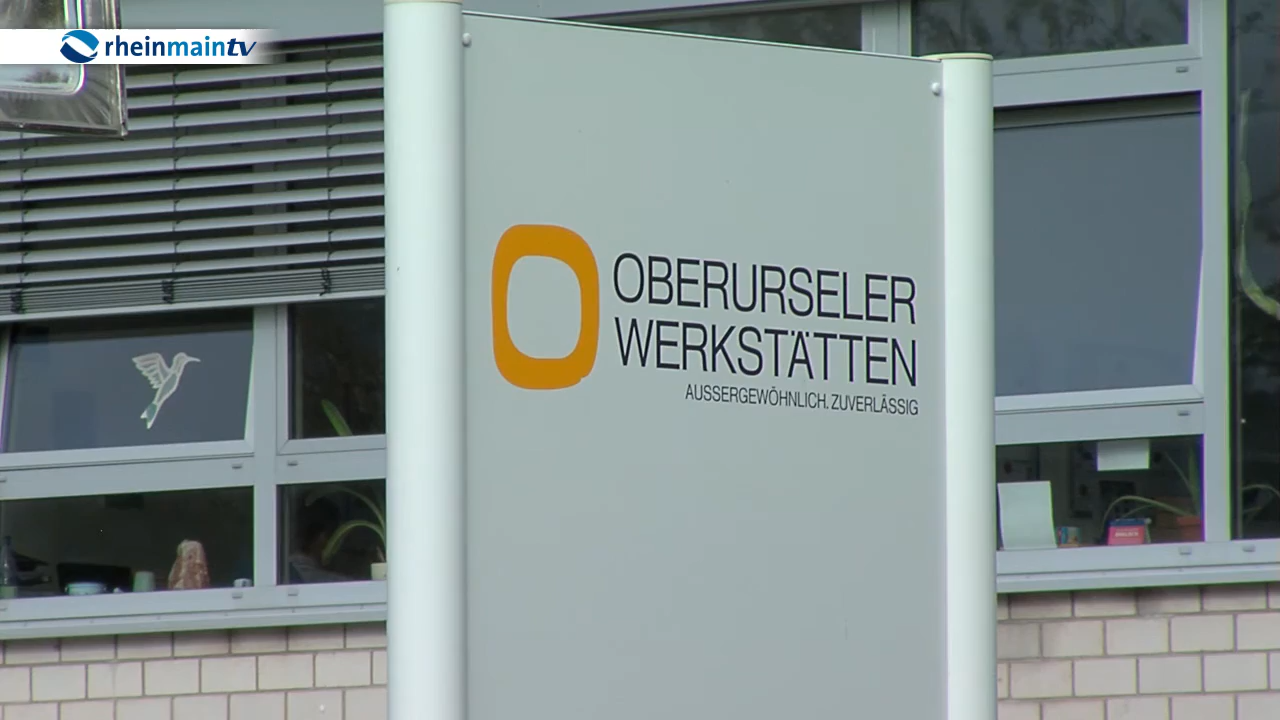 rheinmaintv
OBERURSELER
WERKSTÄTTEN
AUSSERGEWÖHNLICH. ZUVERLÄSSIG